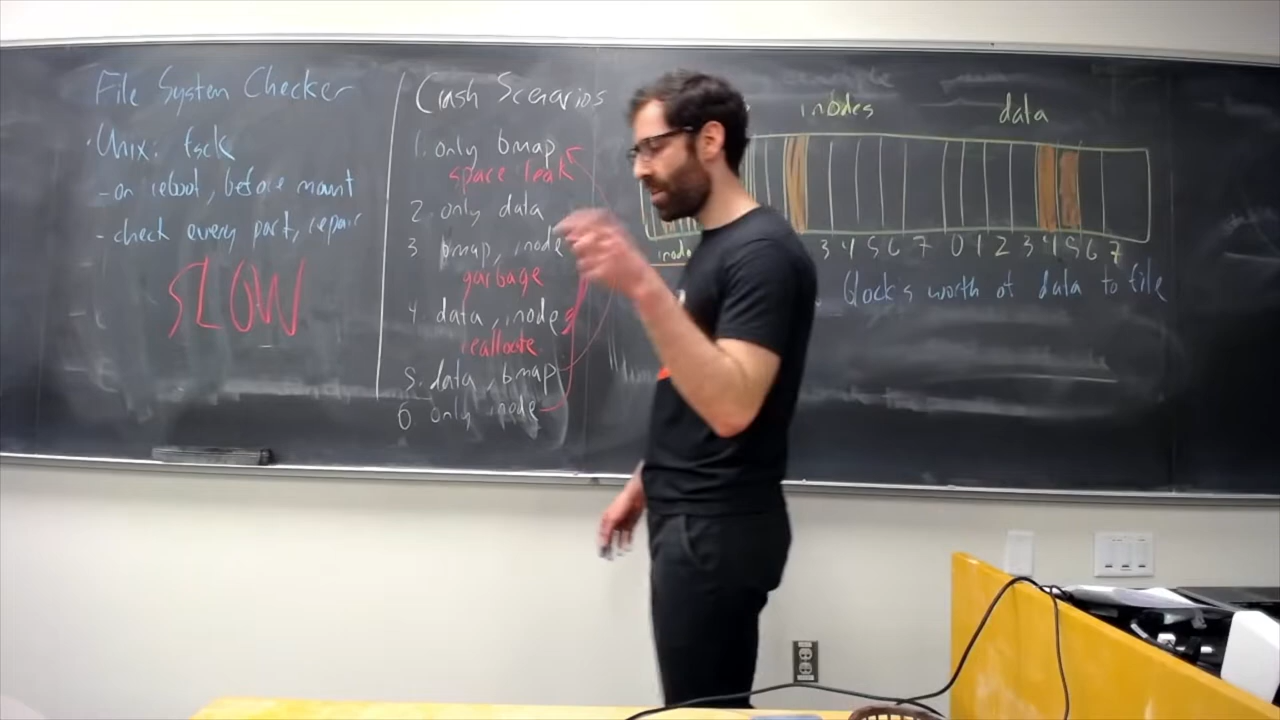 File System Checker
· Unix: fsck
- on reboot, before mount
- check every part, repair
SLOW
Crash Scenarios
1. only bmap
space leak
2. only data
3 bmap, inode
garbage
4. data, inode
reallocate
5. data, bmap
6 only inode
inodes data
3 4 5 6 7 0 1 2 3 4 5 6 7
blocks worth of data to file